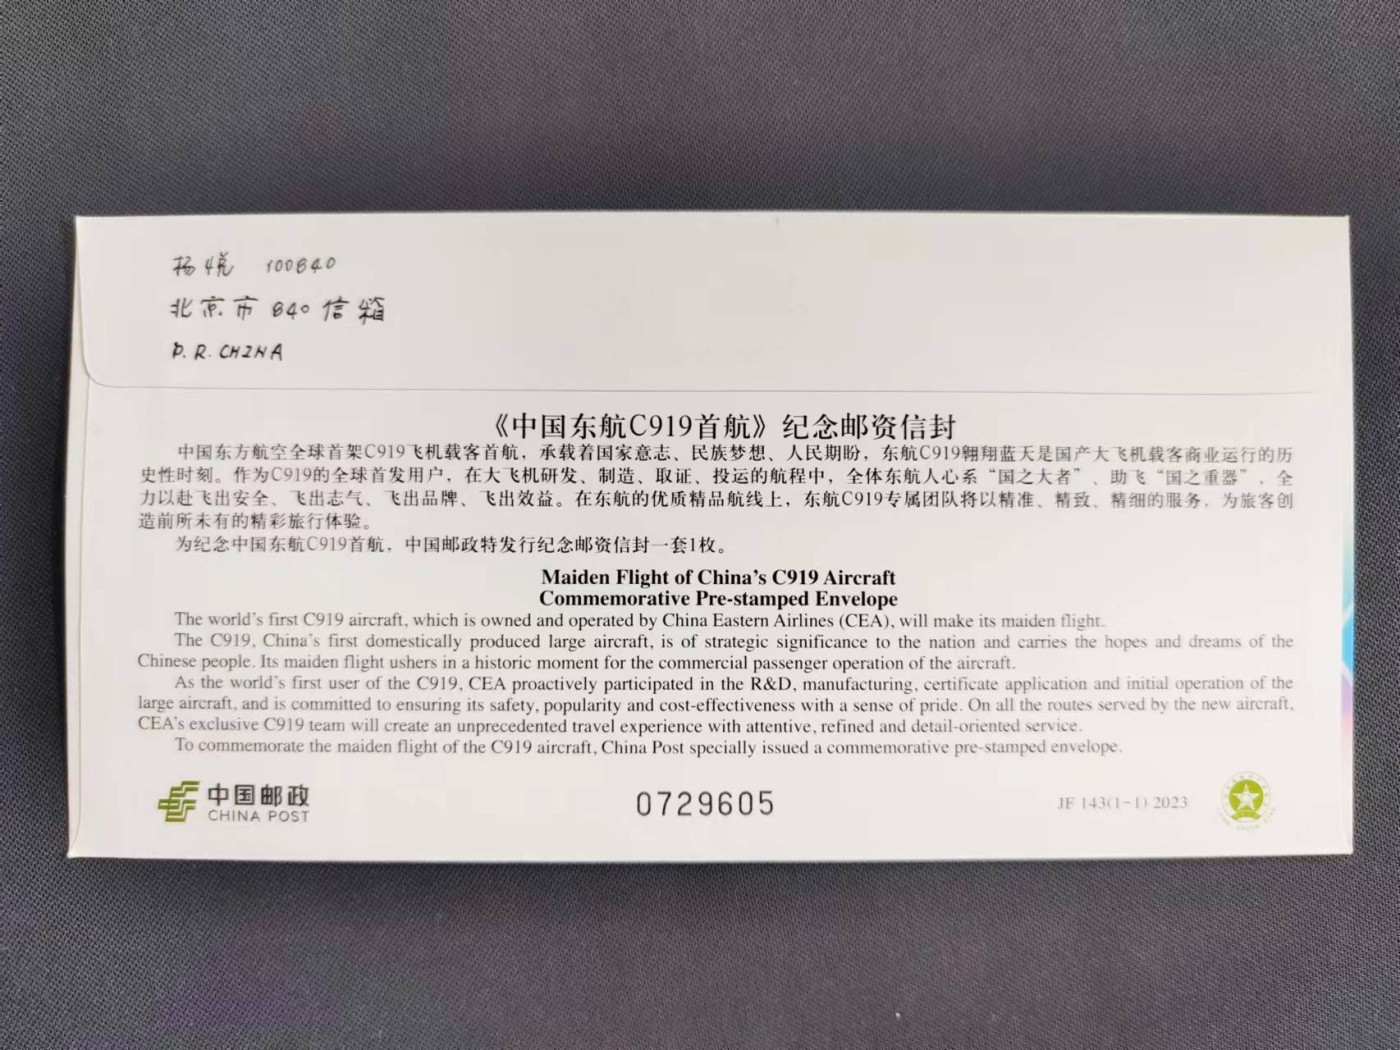 杨悦 100840
北京市840信箱
P.R.CHINA
《中国东航C919首航》纪念邮资信封
中国东方航空全球首架C919飞机载客首航，承载着国家意志、民族梦想、人民期盼，东航C919翱翔蓝天是国产大飞机载客商业运行的历
史性时刻。作为C919的全球首发用户，在大飞机研发、制造、取证、投运的航程中，全体东航人心系“国之大者”、助飞“国之重器”，全
力以赴飞出安全、飞出志气、飞出品牌、飞出效益。在东航的优质精品航线上，东航C919专属团队将以精准、精致、精细的服务，为旅客创
造前所未有的精彩旅行体验。
为纪念中国东航C919首航，中国邮政特发行纪念邮资信封一套1枚。
Maiden Flight of China's C919 Aircraft
Commemorative Pre-stamped Envelope
The world's first C919 aircraft, which is owned and operated by China Eastern Airlines (CEA), will make its maiden flight.
The C919, China's first domestically produced large aircraft, is of strategic significance to the nation and carries the hopes and dreams of the
Chinese people. Its maiden flight ushers in a historic moment for the commercial passenger operation of the aircraft.
As the world's first user of the C919, CEA proactively participated in the R&D, manufacturing, certificate application and initial operation of the
large aircraft, and is committed to ensuring its safety, popularity and cost-effectiveness with a sense of pride. On all the routes served by the new aircraft,
CEA's exclusive C919 team will create an unprecedented travel experience with attentive, refined and detail-oriented service.
To commemorate the maiden flight of the C919 aircraft, China Post specially issued a commemorative pre-stamped envelope.
中国邮政
CHINA POST
0729605
JF 143(1-1) 2023